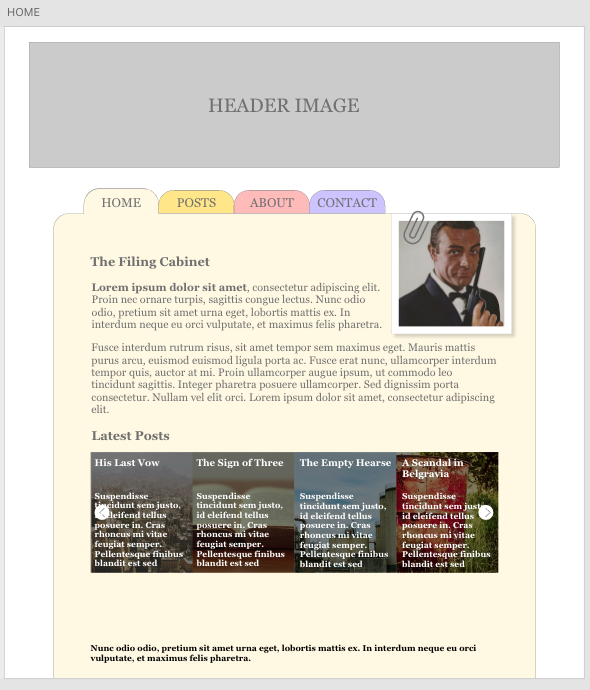 HOME
HEADER IMAGE
HOME POSTS ABOUT CONTACT
The Filing Cabinet
Lorem ipsum dolor sit amet, consectetur adipiscing elit.
Proin nec ornare turpis, sagittis congue lectus. Nunc odio
odio, pretium sit amet urna eget, lobortis mattis ex. In
interdum neque eu orci vulputate, et maximus felis pharetra.
Fusce interdum rutrum risus, sit amet tempor sem maximus eget. Mauris mattis
purus arcu, euismod euismod ligula porta ac. Fusce erat nunc, ullamcorper interdum
tempor quis, auctor at mi. Proin ullamcorper augue ipsum, ut commodo leo
tincidunt sagittis. Integer pharetra posuere ullamcorper. Sed dignissim porta
consectetur. Nullam vel elit orci. Lorem ipsum dolor sit amet, consectetur adipiscing
elit.
Latest Posts
His Last Vow
Suspendisse
tincidunt sem justo,
id eleifend tellus
posuere in. Cras
rhoncus mi vitae
feugiat semper.
Pellentesque finibus
blandit est sed
The Sign of Three
Suspendisse
tincidunt sem justo,
id eleifend tellus
posuere in. Cras
rhoncus mi vitae
feugiat semper.
Pellentesque finibus
blandit est sed
The Empty Hearse
Suspendisse
tincidunt sem justo,
id eleifend tellus
posuere in. Cras
rhoncus mi vitae
feugiat semper.
Pellentesque finibus
blandit est sed
A Scandal in
Belgravia
Suspendisse
tincidunt sem justo,
id eleifend tellus
posuere in. Cras
rhoncus mi vitae
feugiat semper.
Pellentesque finibus
blandit est sed
Nunc odio odio, pretium sit amet urna eget, lobortis mattis ex. In interdum neque eu orci
vulputate, et maximus felis pharetra.